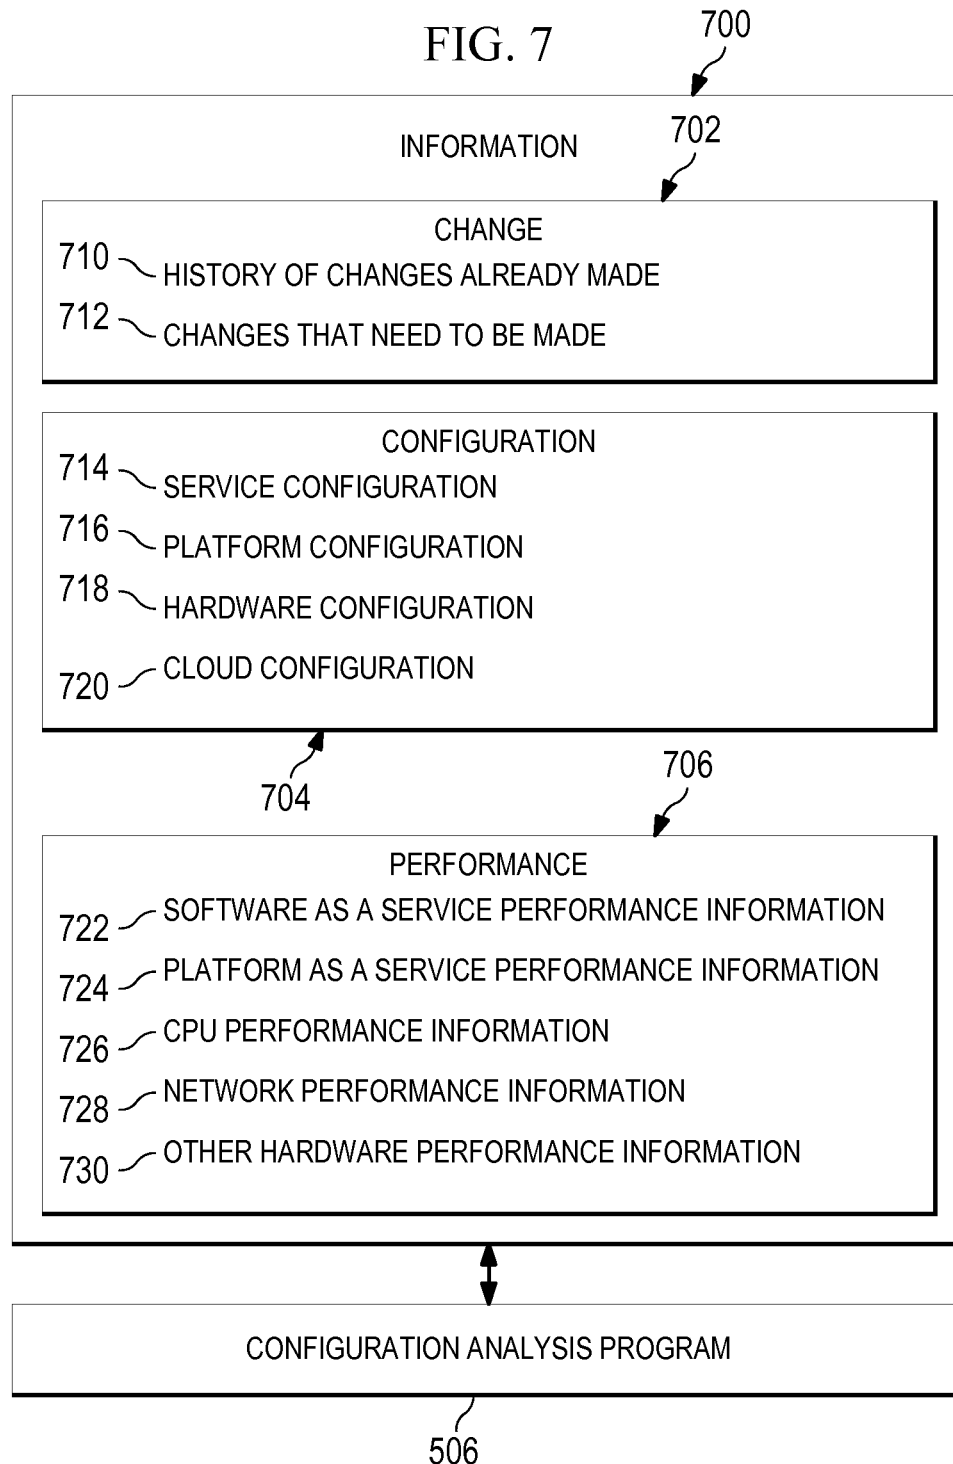 FIG. 7
700
INFORMATION
702
CHANGE
710 HISTORY OF CHANGES ALREADY MADE
712 CHANGES THAT NEED TO BE MADE
CONFIGURATION
714 SERVICE CONFIGURATION
716 PLATFORM CONFIGURATION
718 HARDWARE CONFIGURATION
720 CLOUD CONFIGURATION
704
706
PERFORMANCE
722 SOFTWARE AS A SERVICE PERFORMANCE INFORMATION
724 PLATFORM AS A SERVICE PERFORMANCE INFORMATION
726 CPU PERFORMANCE INFORMATION
728 NETWORK PERFORMANCE INFORMATION
730 OTHER HARDWARE PERFORMANCE INFORMATION
CONFIGURATION ANALYSIS PROGRAM
506